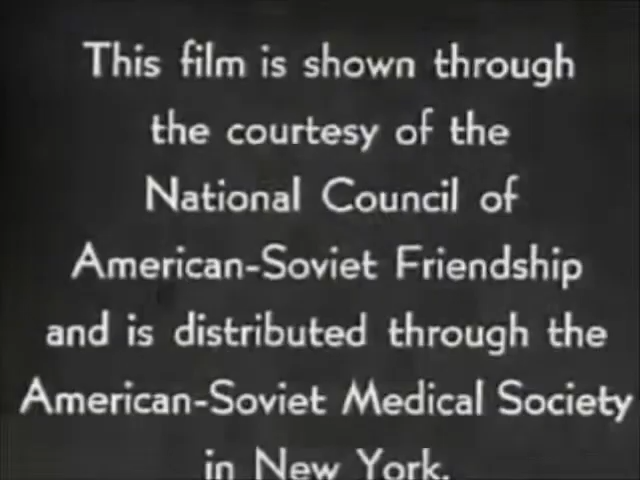 This film is shown through
the courtesy of the
National Council of
American-Soviet Friendship
and is distributed through the
American-Soviet Medical Society
in New York.